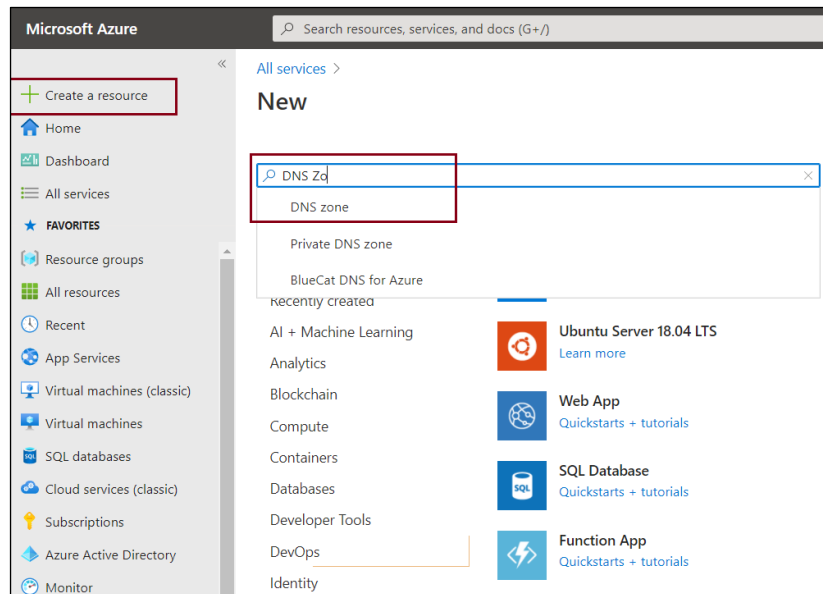 Microsoft Azure
Search resources, services, and docs (G+/)
Create a resource
Home
Dashboard
All services
FAVORITES
Resource groups
All resources
Recent
App Services
Virtual machines (classic)
Virtual machines
SQL databases
Cloud services (classic)
Subscriptions
Azure Active Directory
Monitor
All services >
New
DNS Zo
DNS zone
Private DNS zone
BlueCat DNS for Azure
Recently created
AI + Machine Learning
Analytics
Blockchain
Compute
Containers
Databases
Developer Tools
DevOps
Identity
Ubuntu Server 18.04 LTS
Learn more
Web App
Quickstarts + tutorials
SQL
SQL Database
Quickstarts + tutorials
Function App
Quickstarts + tutorials